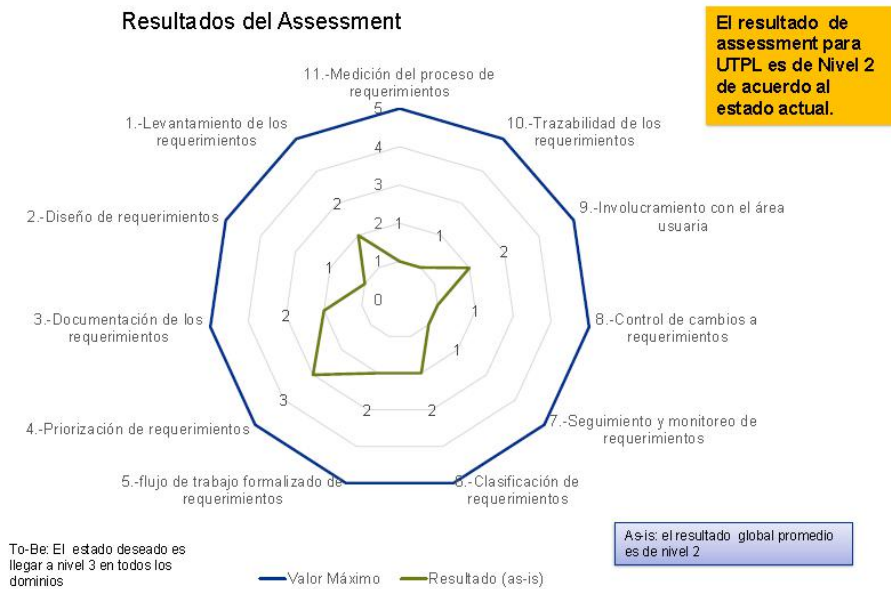 Resultados del Assessment
El resultado de
assessment para
UTPL es de Nivel 2
de acuerdo al
estado actual.
11.-Medición del proceso de
requerimientos
10.-Trazabilidad de los
requerimientos
9.-Involucramiento con el área
usuaria
8.-Control de cambios a
requerimientos
7.-Seguimiento y monitoreo de
requerimientos
6.-Clasificación de
requerimientos
5.-flujo de trabajo formalizado de
requerimientos
4.-Priorización de requerimientos
3.-Documentación de los
requerimientos
2.-Diseño de requerimientos
1.-Levantamiento de los
requerimientos
5
4
3
2
1
0
1
1
2
1
1
2
2
3
2
1
2
To-Be: El estado deseado es
llegar a nivel 3 en todos los
dominios
Valor Máximo
Resultado (as-is)
As-is: el resultado global promedio
es de nivel 2